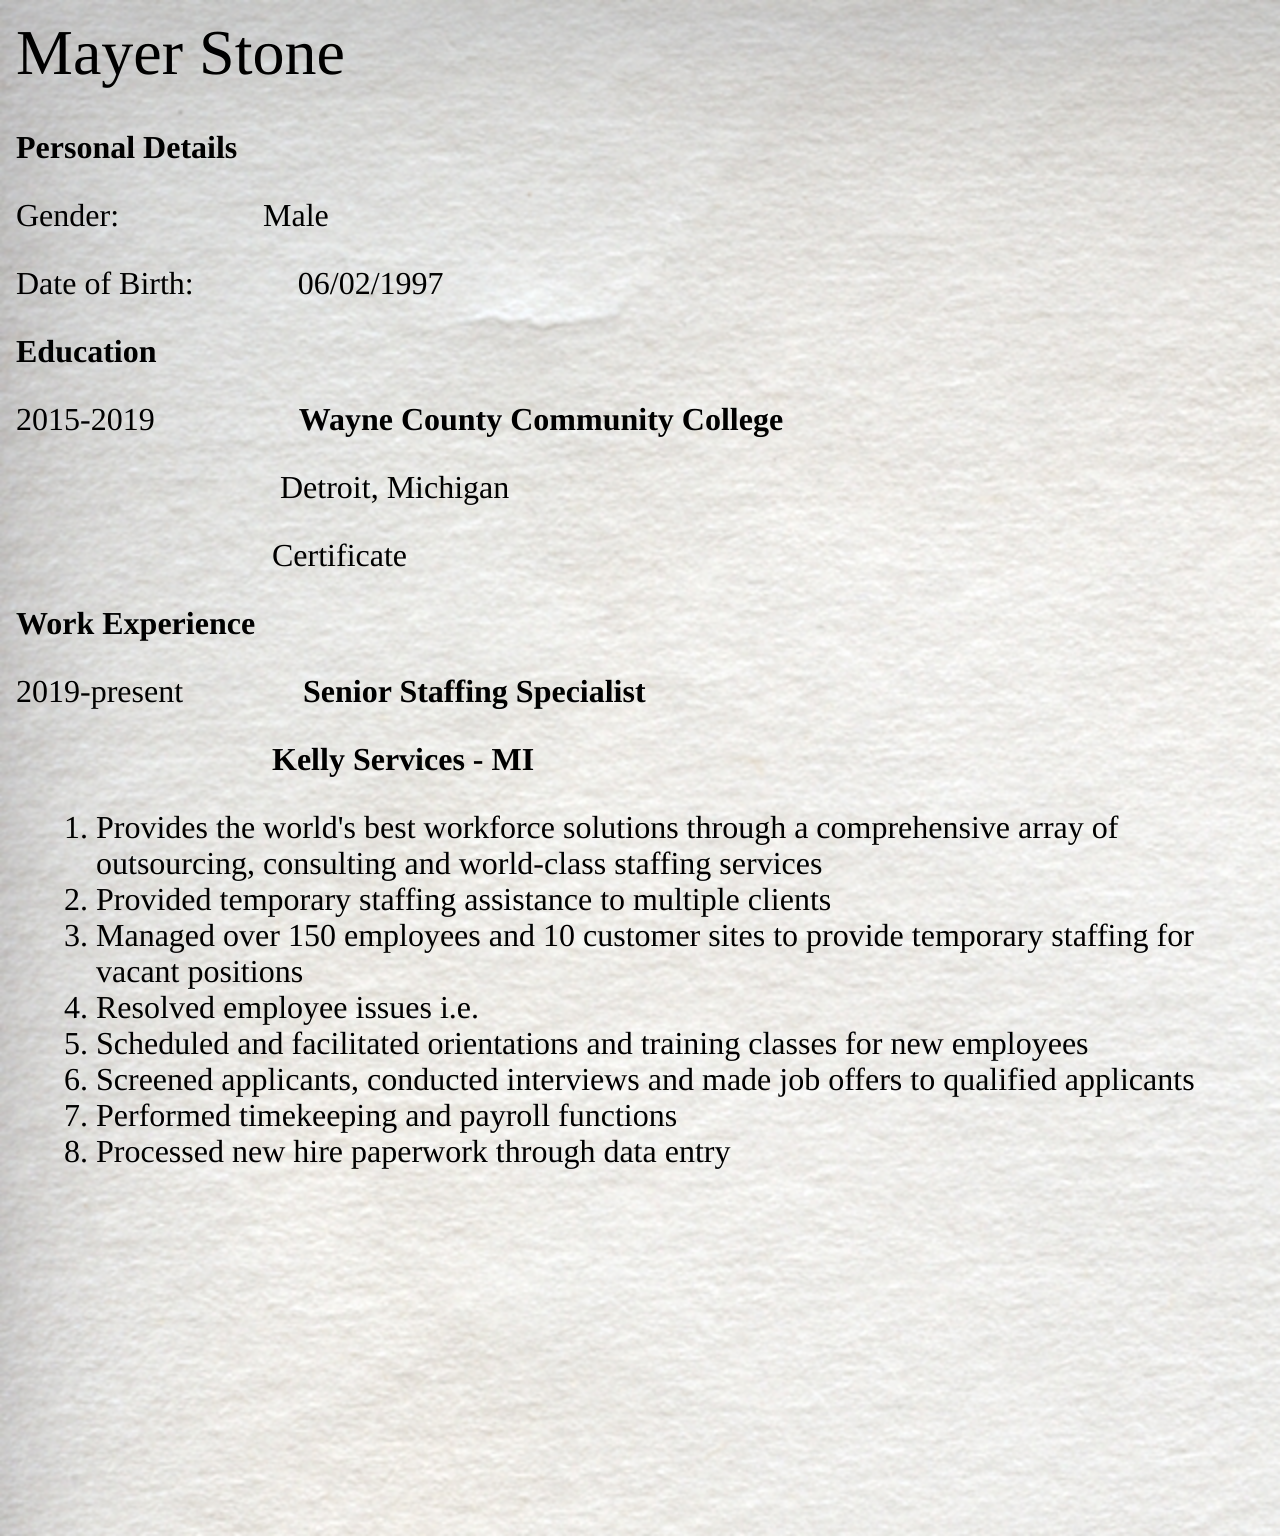 Mayer Stone
Personal Details
Gender: Male
Date of Birth: 06/02/1997
Education
2015-2019 Wayne County Community College
Detroit, Michigan
Certificate
Work Experience
2019-present Senior Staffing Specialist
Kelly Services - MI
1. Provides the world's best workforce solutions through a comprehensive array of
outsourcing, consulting and world-class staffing services
2. Provided temporary staffing assistance to multiple clients
3. Managed over 150 employees and 10 customer sites to provide temporary staffing for
vacant positions
4. Resolved employee issues i.e.
5. Scheduled and facilitated orientations and training classes for new employees
6. Screened applicants, conducted interviews and made job offers to qualified applicants
7. Performed timekeeping and payroll functions
8. Processed new hire paperwork through data entry